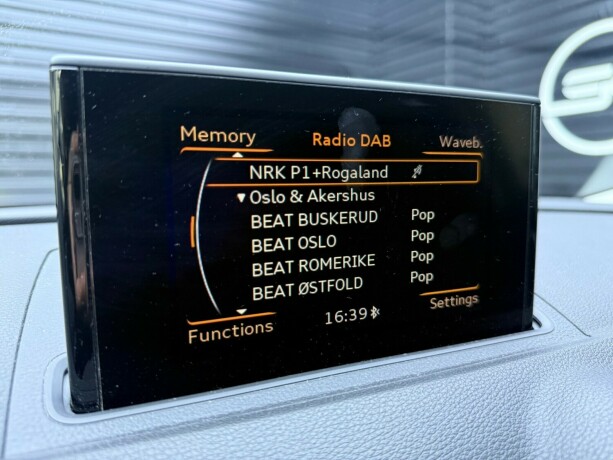 Memory
Radio DAB
Waveb.
NRK P1+Rogaland
Oslo & Akershus
BEAT BUSKERUD Pop
BEAT OSLO Pop
BEAT ROMERIKE Pop
BEAT ØSTFOLD Pop
Functions
16:39
Settings